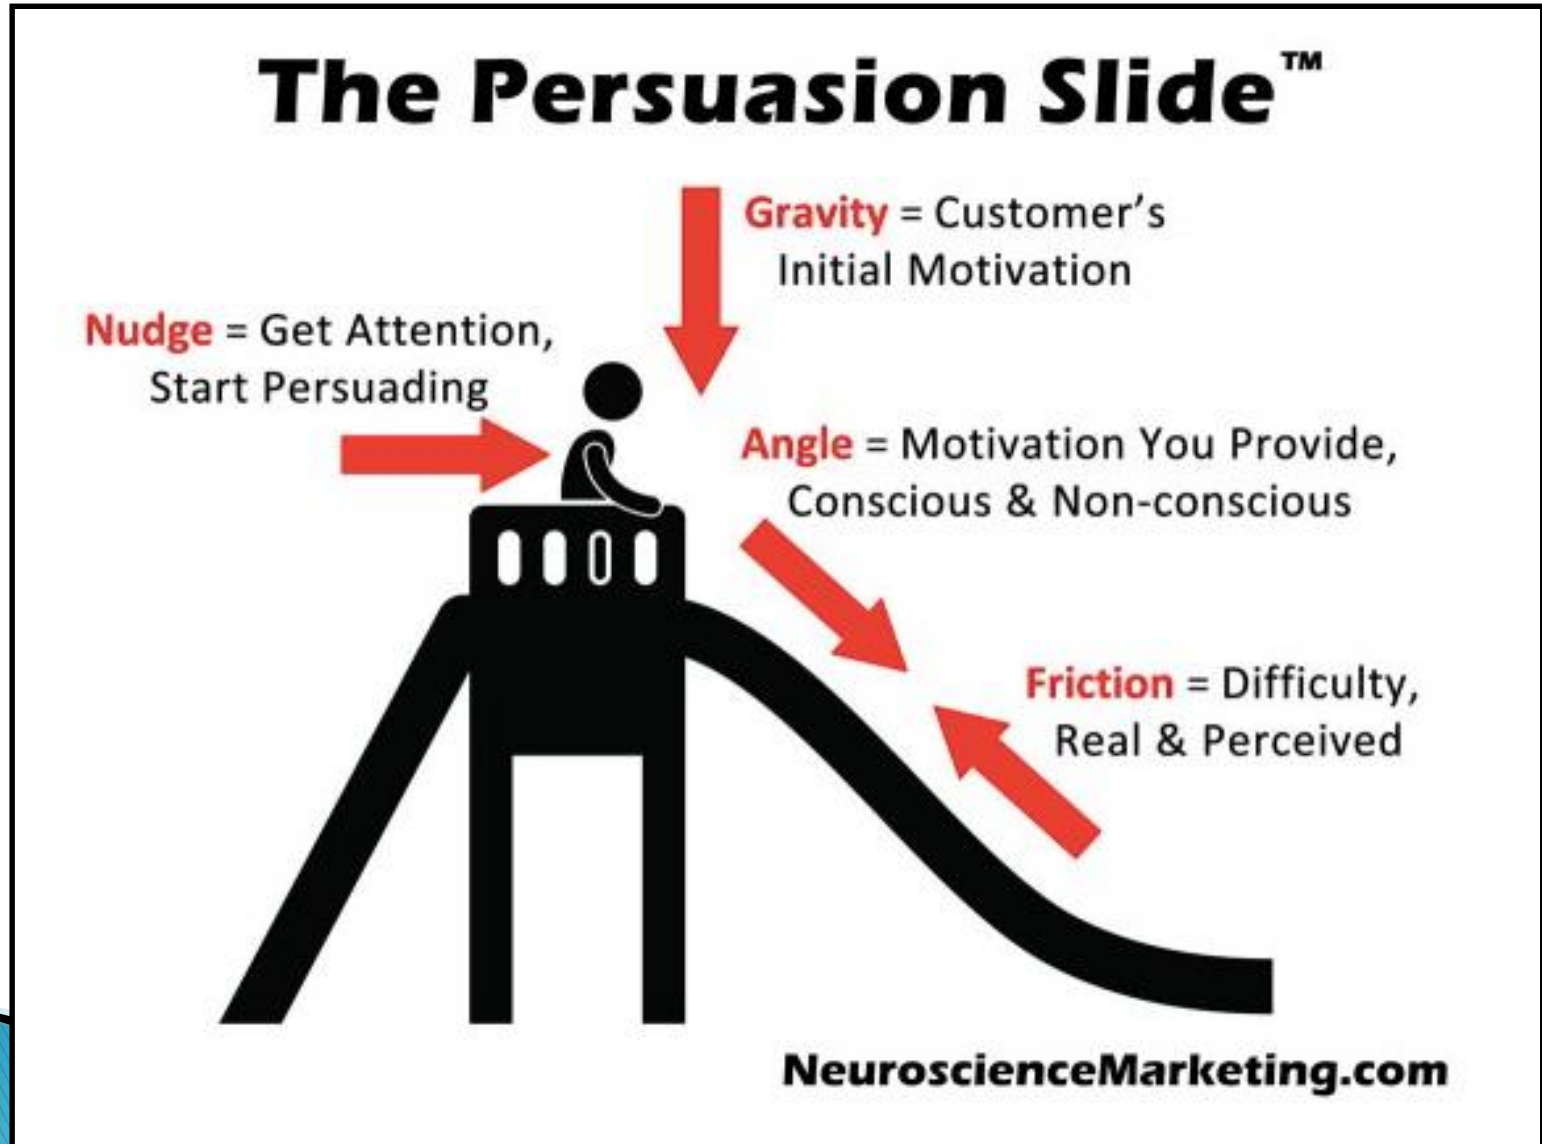 The Persuasion Slide™
Gravity = Customer's
Initial Motivation
Nudge = Get Attention,
Start Persuading
Angle = Motivation You Provide,
Conscious & Non-conscious
Friction = Difficulty,
Real & Perceived
NeuroscienceMarketing.com